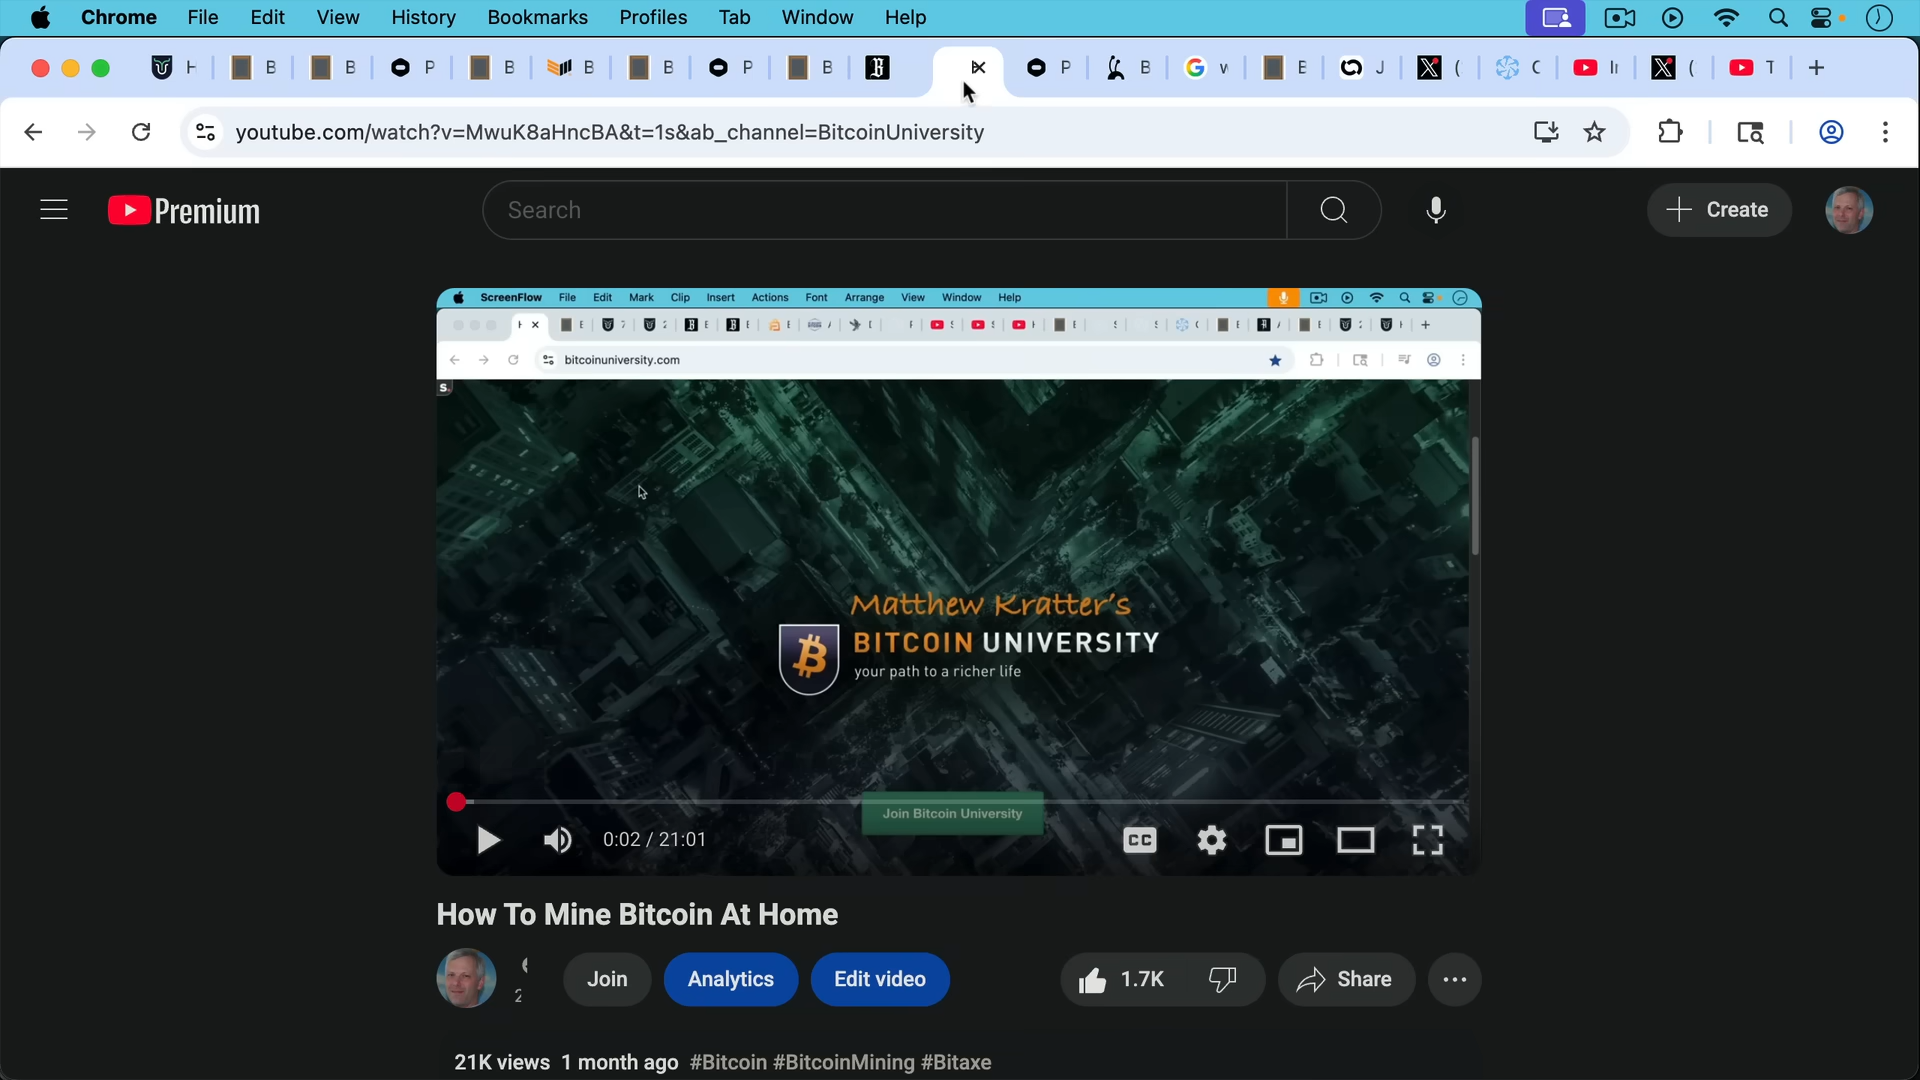 Chrome File Edit View History Bookmarks Profiles Tab Window Help
H B B P B B B P B P B w B J ( C I ( T
youtube.com/watch?v=MwuK8aHncBA&t=1s&ab_channel=BitcoinUniversity
Premium
Search
Create
ScreenFlow File Edit Mark Clip Insert Actions Font Arrange View Window Help
bitcoinuniversity.com
s.
Matthew Kratter's
BITCOIN UNIVERSITY
your path to a richer life
Join Bitcoin University
0:02 / 21:01
CC
How To Mine Bitcoin At Home
Join
Analytics
Edit video
1.7K
Share
21K views 1 month ago #Bitcoin #BitcoinMining #Bitaxe